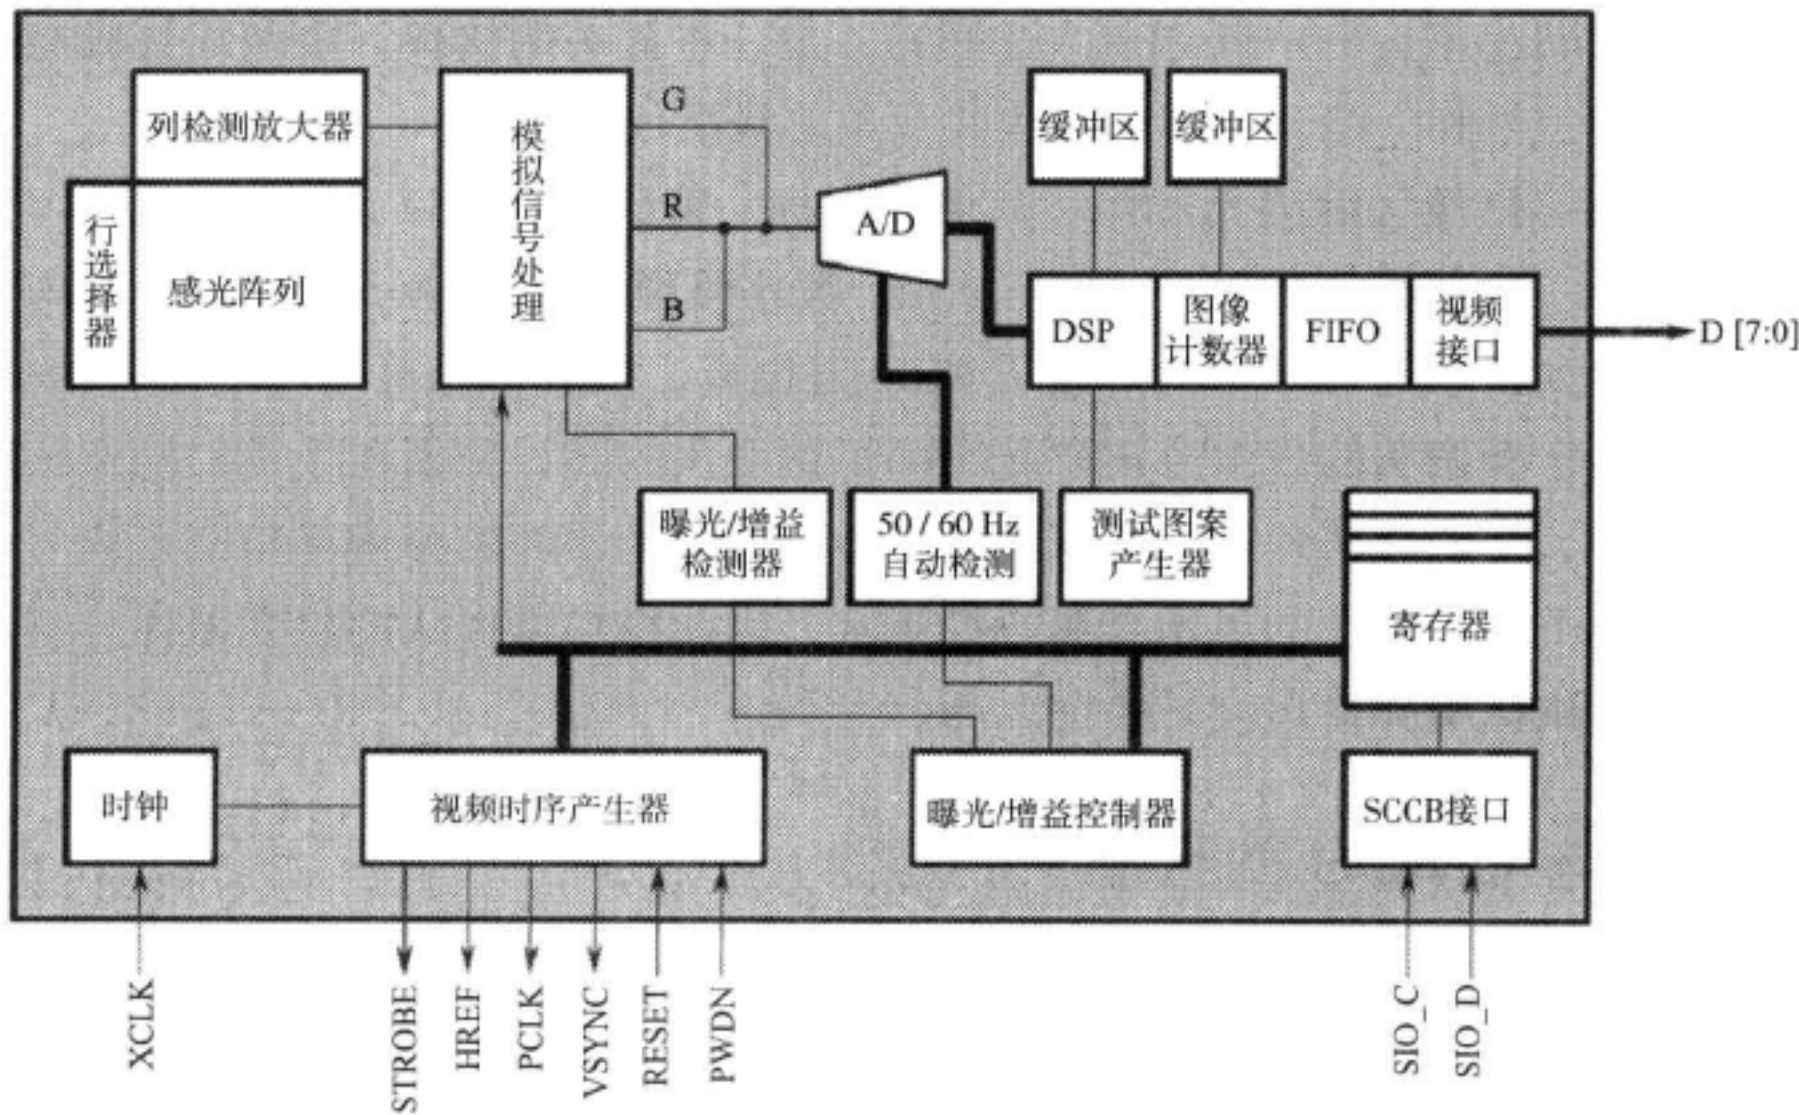 列检测放大器
行选择器
感光阵列
模拟信号处理
G
R
B
A/D
缓冲区
缓冲区
DSP
图像
计数器
FIFO
视频
接口
D [7:0]
曝光/增益
检测器
50 / 60 Hz
自动检测
测试图案
产生器
寄存器
时钟
视频时序产生器
曝光/增益控制器
SCCB接口
XCLK
STROBE
HREF
PCLK
VSYNC
RESET
PWDN
SIO_C
SIO_D